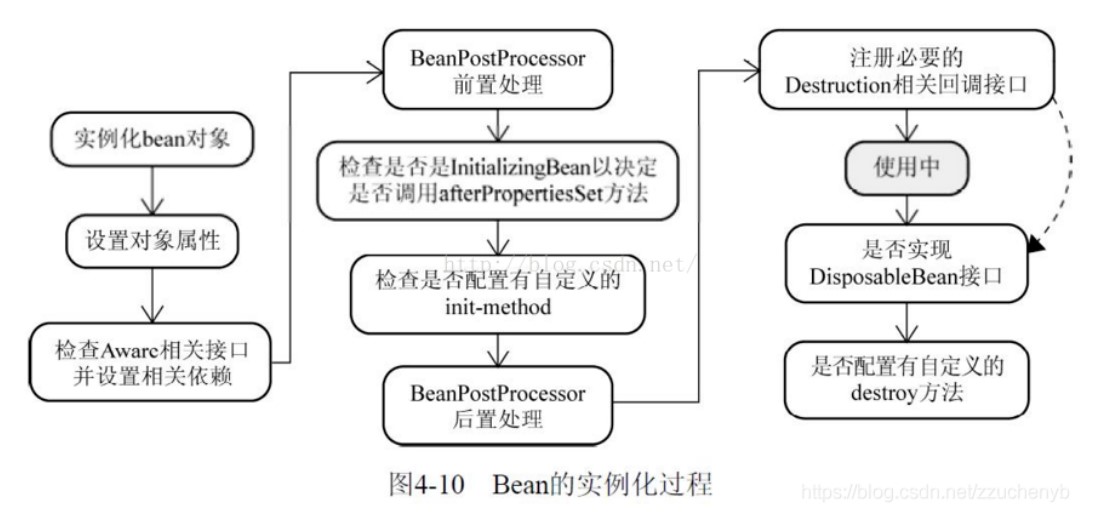 实例化bean对象
设置对象属性
检查Aware相关接口
并设置相关依赖
BeanPostProcessor
前置处理
检查是否是InitializingBean以决定
是否调用afterPropertiesSet方法
http://blog.csdn.net/
检查是否配置有自定义的
init-method
BeanPostProcessor
后置处理
注册必要的
Destruction相关回调接口
使用中
是否实现
DisposableBean接口
是否配置有自定义的
destroy方法
图4-10 Bean的实例化过程
https://blog.csdn.net/zzuchenyb